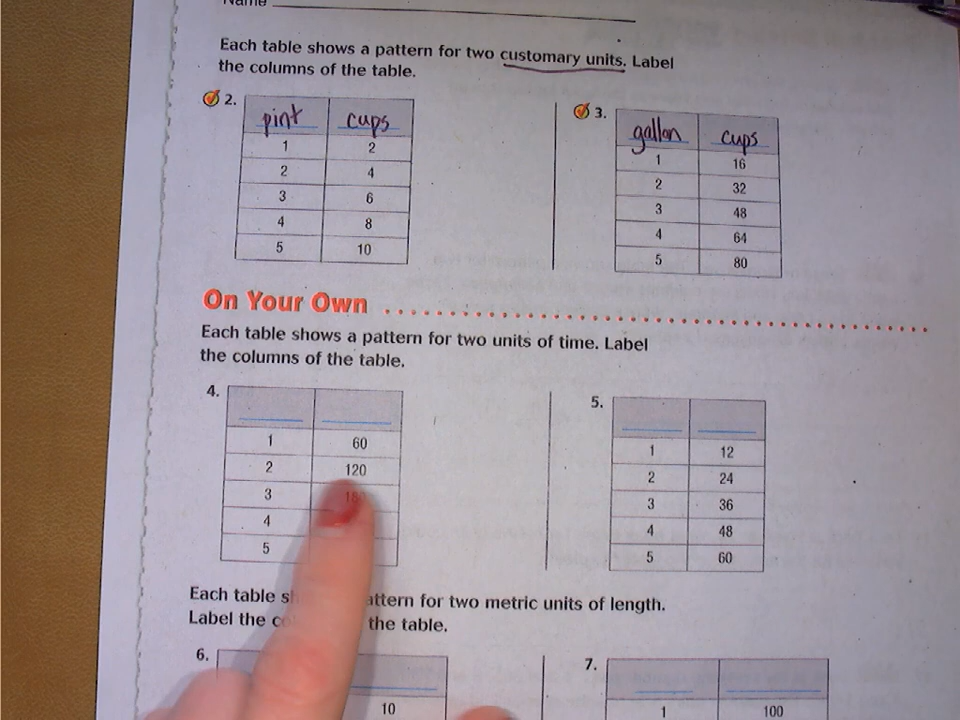 Name
Each table shows a pattern for two customary units. Label
the columns of the table.
2.
pint cups
1 2
2 4
3 6
4 8
5 10
3.
gallon cups
1 16
2 32
3 48
4 64
5 80
On Your Own
Each table shows a pattern for two units of time. Label
the columns of the table.
4.
1 60
2 120
3
4
5
5.
1 12
2 24
3 36
4 48
5 60
Each table attern for two metric units of length.
Label the the table.
6.
10
7.
1 100